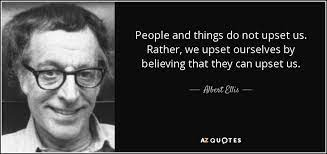 People and things do not upset us.
Rather, we upset ourselves by
believing that they can upset us.
Albert Ellis
AZ QUOTES